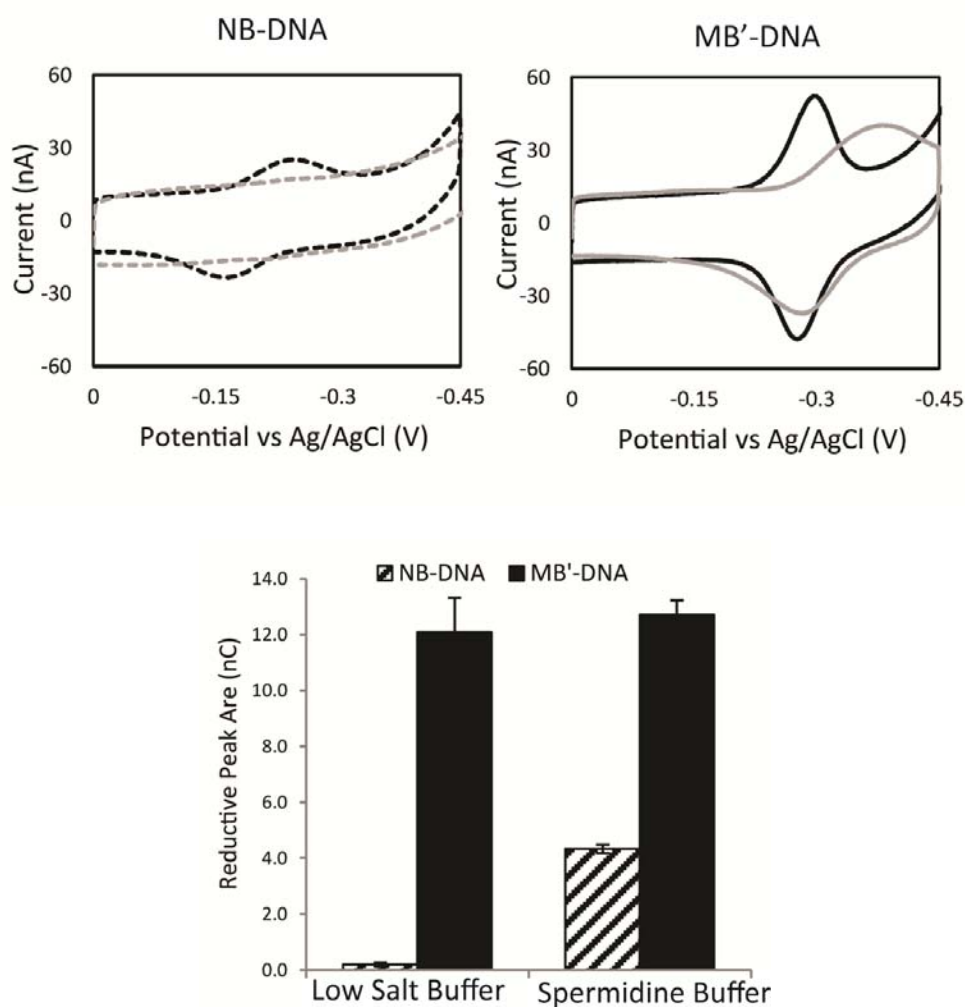 NB-DNA
MB’-DNA
60
30
0
-30
-60
Current (nA)
0 -0.15 -0.3 -0.45
Potential vs Ag/AgCl (V)
60
30
0
-30
-60
Current (nA)
0 -0.15 -0.3 -0.45
Potential vs Ag/AgCl (V)
NB-DNA MB'-DNA
14.0
12.0
10.0
8.0
6.0
4.0
2.0
0.0
Reductive Peak Are (nC)
Low Salt Buffer Spermidine Buffer